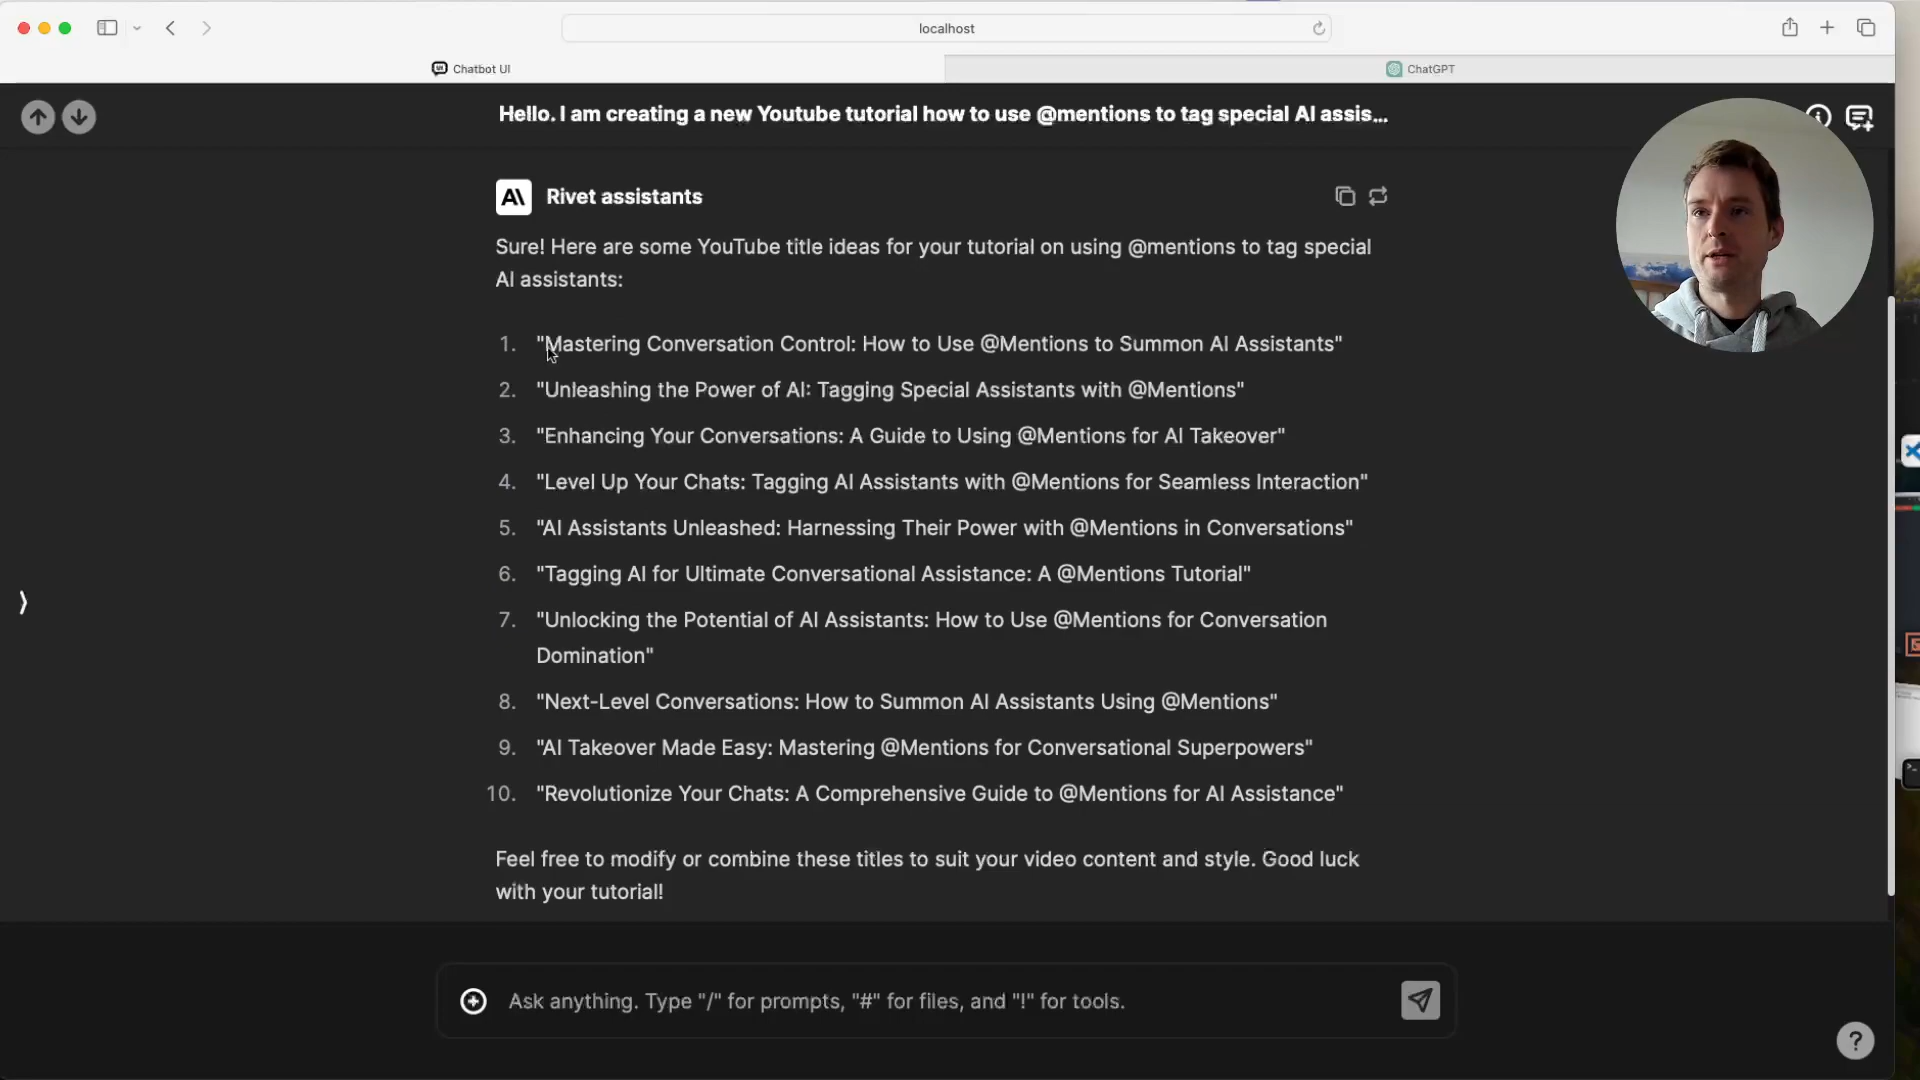 localhost
Chatbot UI
ChatGPT
Hello. I am creating a new Youtube tutorial how to use @mentions to tag special AI assis...
A\ Rivet assistants
Sure! Here are some YouTube title ideas for your tutorial on using @mentions to tag special
AI assistants:
1. "Mastering Conversation Control: How to Use @Mentions to Summon AI Assistants"
2. "Unleashing the Power of AI: Tagging Special Assistants with @Mentions"
3. "Enhancing Your Conversations: A Guide to Using @Mentions for AI Takeover"
4. "Level Up Your Chats: Tagging AI Assistants with @Mentions for Seamless Interaction"
5. "AI Assistants Unleashed: Harnessing Their Power with @Mentions in Conversations"
6. "Tagging AI for Ultimate Conversational Assistance: A @Mentions Tutorial"
7. "Unlocking the Potential of AI Assistants: How to Use @Mentions for Conversation
Domination"
8. "Next-Level Conversations: How to Summon AI Assistants Using @Mentions"
9. "AI Takeover Made Easy: Mastering @Mentions for Conversational Superpowers"
10. "Revolutionize Your Chats: A Comprehensive Guide to @Mentions for AI Assistance"
Feel free to modify or combine these titles to suit your video content and style. Good luck
with your tutorial!
Ask anything. Type "/" for prompts, "#" for files, and "!" for tools.
?